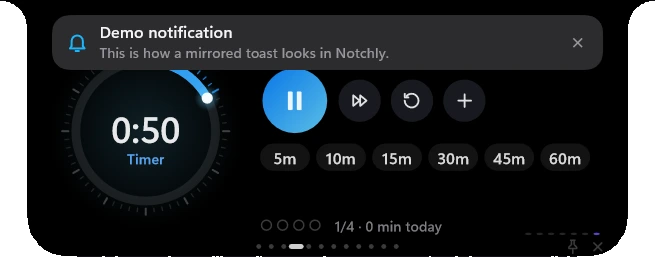 Demo notification
This is how a mirrored toast looks in Notchly.
0:50
Timer
5m 10m 15m 30m 45m 60m
1/4 · 0 min today